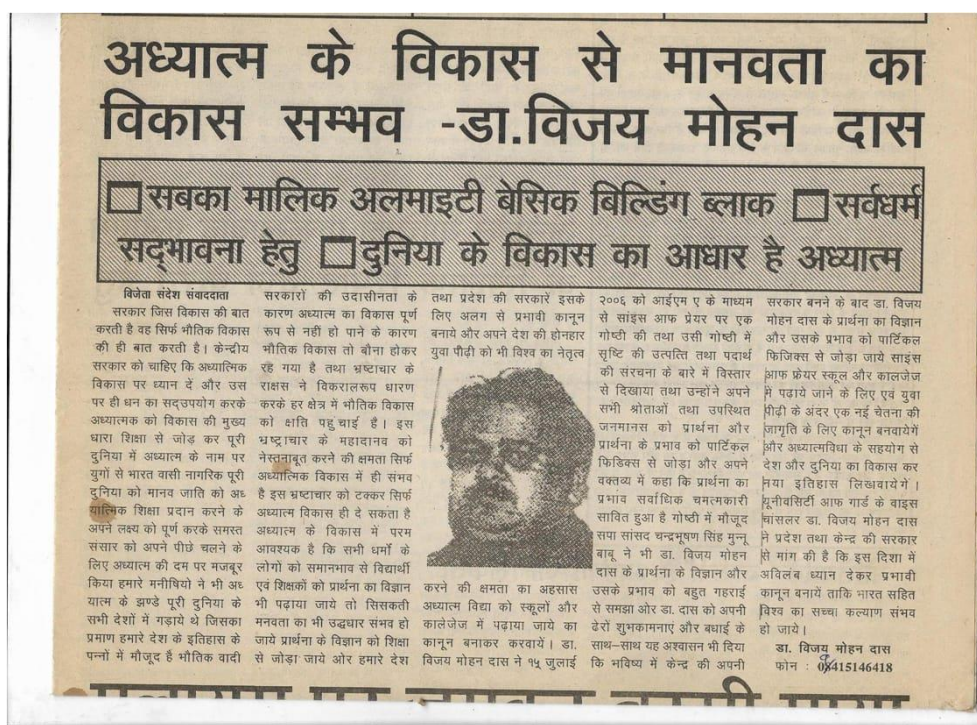 अध्यात्म के विकास से मानवता का
विकास सम्भव -डा.विजय मोहन दास
□सबका मालिक अलमाइटी बेसिक बिल्डिंग ब्लाक □सर्वधर्म
सद्भावना हेतु □दुनिया के विकास का आधार है अध्यात्म
विजेता संदेश संवाददाता
सरकार जिस विकास की बात
करती है वह सिर्फ भौतिक विकास
की ही बात करती है। केन्द्रीय
सरकार को चाहिए कि अध्यात्मिक
विकास पर ध्यान दें और उस
पर ही धन का सद्उपयोग करके
अध्यात्मक को विकास की मुख्य
धारा शिक्षा से जोड़ कर पूरी
दुनिया में अध्यात्म के नाम पर
युगों से भारत वासी नागरिक पूरी
दुनिया को मानव जाति को अध्
यात्मिक शिक्षा प्रदान करने के
अपने लक्ष्य को पूर्ण करके समस्त
संसार को अपने पीछे चलने के
लिए अध्यात्म की दम पर मजबूर
किया हमारे मनीषियो ने भी अध्
यात्म के झण्डे पूरी दुनिया के
सभी देशों में गड़ाये थे जिसका
प्रमाण हमारे देश के इतिहास के
पन्नों में मौजूद है भौतिक वादी
सरकारों की उदासीनता के
कारण अध्यात्म का विकास पूर्ण
रूप से नहीं हो पाने के कारण
भौतिक विकास तो बौना होकर
रह गया है तथा भ्रष्टाचार के
राक्षस ने विकरालरूप धारण
करके हर क्षेत्र में भौतिक विकास
को क्षति पहुचाई है। इस
भ्रष्ट्राचार के महादानव को
नेस्तनाबूत करने की क्षमता सिर्फ
अध्यात्मिक विकास में ही संभव
है इस भ्रष्टाचार को टक्कर सिर्फ
अध्यात्म विकास ही दे सकता है
अध्यात्म के विकास में परम
आवश्यक है कि सभी धर्मो के
लोगों को समानभाव से विद्यार्थी
एवं शिक्षकों को प्रार्थना का विज्ञान
भी पढ़ाया जाये तो सिसकती
मनवता का भी उद्धधार संभव हो
जाये प्रार्थना के विज्ञान को शिक्षा
से जोड़ा जाये ओर हमारे देश
तथा प्रदेश की सरकारें इसके
लिए अलग से प्रभावी कानून
बनाये और अपने देश की होनहार
युवा पीढ़ी को भी विश्व का नेतृत्व
करने की क्षमता का अहसास
अध्यात्म विद्या को स्कूलों और
कालेजेज में पढ़ाया जाये का
कानून बनाकर करवायें। डा.
विजय मोहन दास ने १५ जुलाई
२००६ को आईएम ए के माध्यम
से सांइस आफ प्रेयर पर एक
गोष्ठी की तथा उसी गोष्ठी में
सृष्टि की उत्पत्ति तथा पदार्थ
की संरचना के बारे में विस्तार
से दिखाया तथा उन्होंने अपने
सभी श्रोताओं तथा उपस्थित
जनमानस को प्रार्थना और
प्रार्थना के प्रभाव को पार्टिकल
फिडिक्स से जोड़ा और अपने
वक्तव्य में कहा कि प्रार्थना का
प्रभाव सर्वाधिक चमत्मकारी
सावित हुआ है गोष्ठी में मौजूद
सपा सांसद चन्द्रभूषण सिंह मुन्नू
बाबू ने भी डा. विजय मोहन
दास के प्रार्थना के विज्ञान और
उसके प्रभाव को बहुत गहराई
से समझा ओर डा. दास को अपनी
ढेरों शुभकामनाएं और बधाई के
साथ–साथ यह अश्वासन भी दिया
कि भविष्य में केन्द्र की अपनी
सरकार बनने के बाद डा. विजय
मोहन दास के प्रार्थना का विज्ञान
और उसके प्रभाव को पार्टिकल
फिजिक्स से जोड़ा जाये साइंस
आफ फ्रेयर स्कूल और कालजेज
में पढाये जाने के लिए एवं युवा
पीढ़ी के अंदर एक नई चेतना की
जागृति के लिए कानून बनवायेगें
और अध्यात्मविधा के सहयोग से
देश और दुनिया का विकास कर
नया इतिहास लिखवायेगे।
यूनीवर्सिटी आफ गार्ड के वाइस
चांसलर डा. विजय मोहन दास
ने प्रदेश तथा केन्द्र की सरकार
से मांग की है कि इस दिशा में
अविलंब ध्यान देकर प्रभावी
कानून बनायें ताकि भारत सहित
विश्व का सच्चा कल्याण संभव
हो जाये।
डा. विजय मोहन दास
फोन : 08415146418